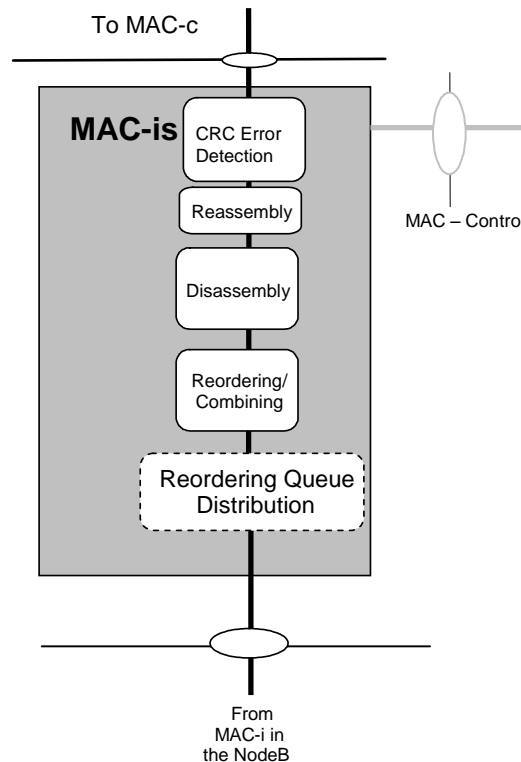 To MAC-c
MAC-is
CRC Error
Detection
Reassembly
MAC – Contro
Disassembly
Reordering/
Combining
Reordering Queue
Distribution
From
MAC-i in
the NodeB